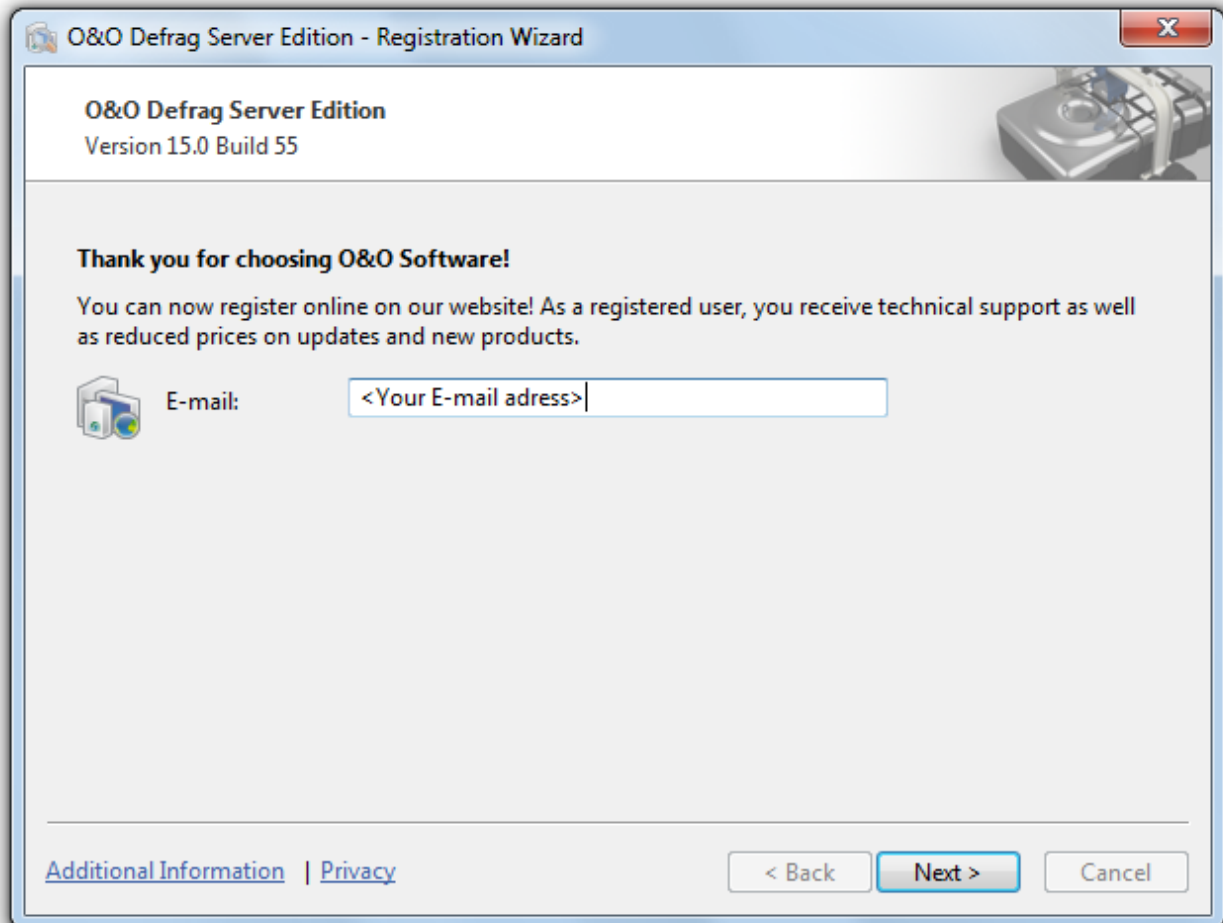 O&O Defrag Server Edition - Registration Wizard
O&O Defrag Server Edition
Version 15.0 Build 55
Thank you for choosing O&O Software!
You can now register online on our website! As a registered user, you receive technical support as well
as reduced prices on updates and new products.
E-mail: <Your E-mail adress>
Additional Information | Privacy < Back Next > Cancel